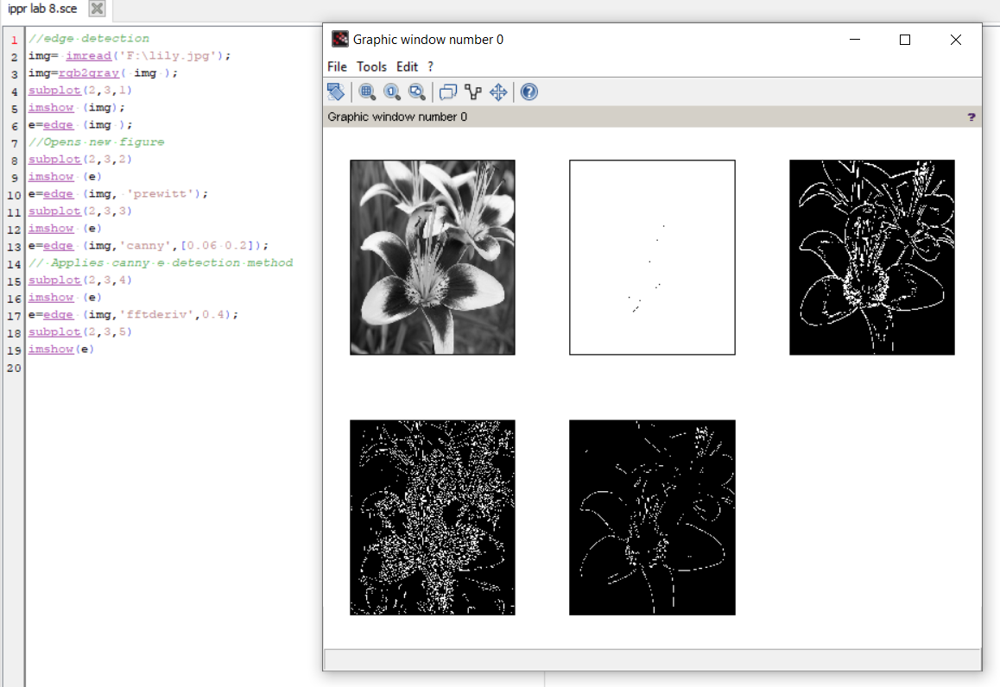 ippr lab 8.sce
1 //edge detection
2 img= imread('F:\lily.jpg');
3 img=rgb2gray( img );
4 subplot(2,3,1)
5 imshow (img);
6 e=edge (img );
7 //Opens new figure
8 subplot(2,3,2)
9 imshow (e)
10 e=edge (img, 'prewitt');
11 subplot(2,3,3)
12 imshow (e)
13 e=edge (img,'canny',[0.06 0.2]);
14 // Applies canny e detection method
15 subplot(2,3,4)
16 imshow (e)
17 e=edge (img,'fftderiv',0.4);
18 subplot(2,3,5)
19 imshow(e)
20
Graphic window number 0
File Tools Edit ?
Graphic window number 0 ?